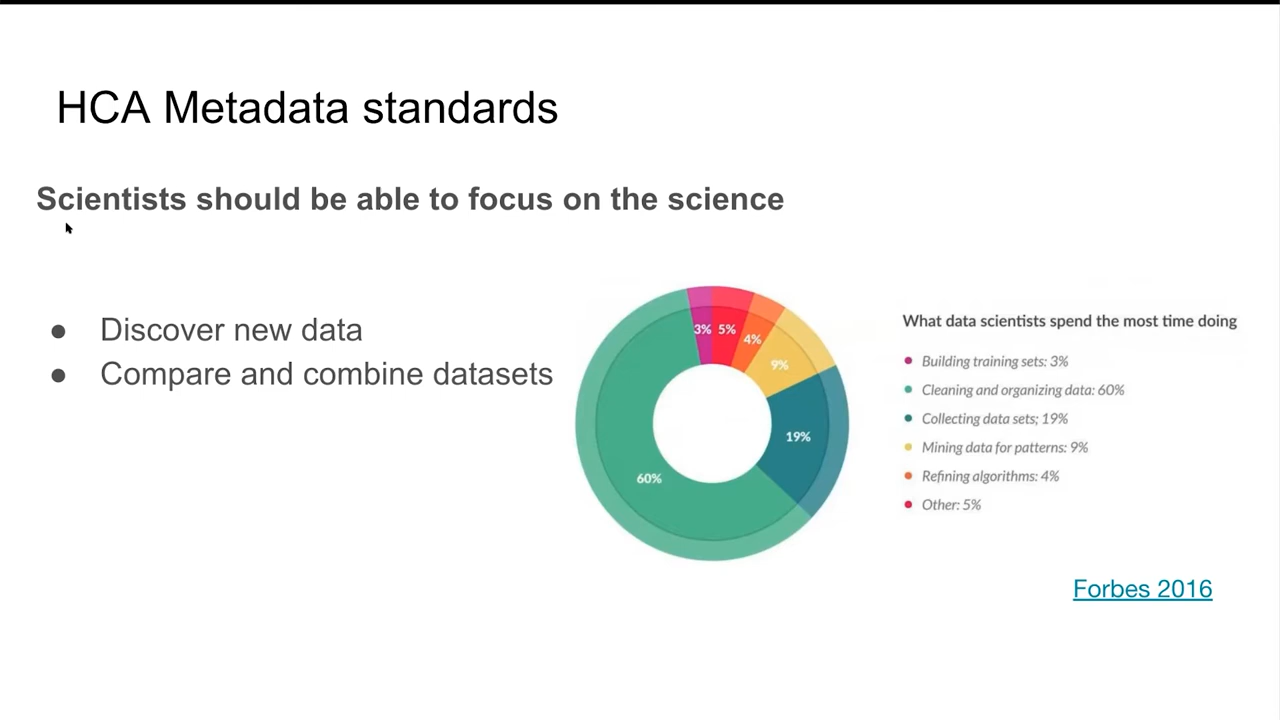 HCA Metadata standards
Scientists should be able to focus on the science
● Discover new data
● Compare and combine datasets
3% 5%
4%
9%
19%
60%
What data scientists spend the most time doing
Building training sets: 3%
Cleaning and organizing data: 60%
Collecting data sets; 19%
Mining data for patterns: 9%
Refining algorithms: 4%
Other: 5%
Forbes 2016